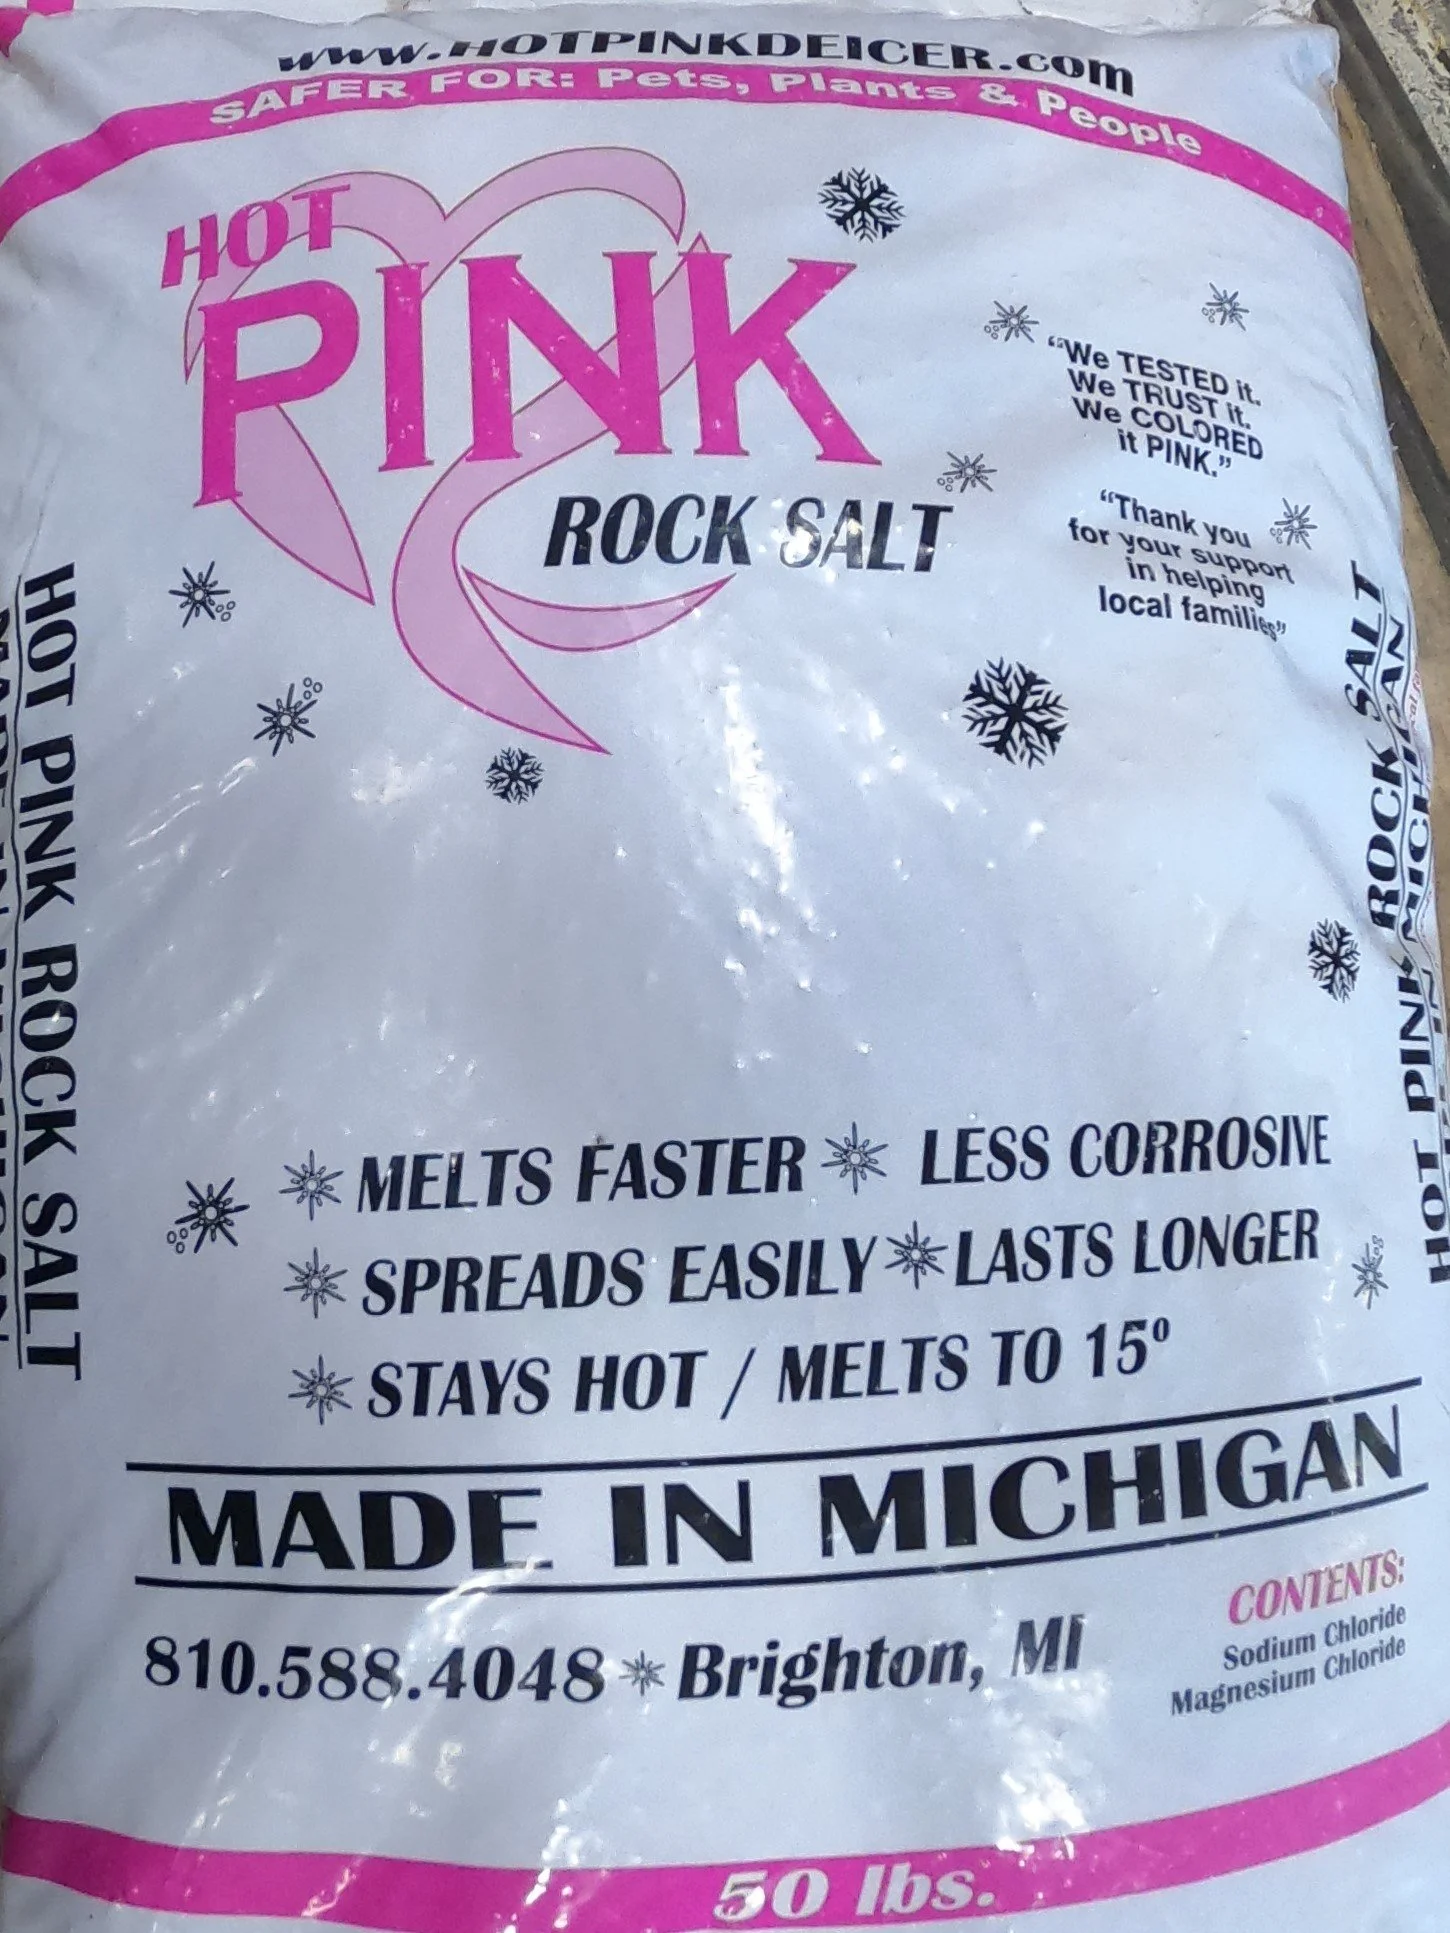 www.HOTPINKDEICER.com
SAFER FOR: Pets, Plants & People
HOT
PINK
ROCK SALT
“We TESTED it.
We TRUST it.
We COLORED
it PINK.”
“Thank you
for your support
in helping
local families”
HOT PINK ROCK SALT
HOT PINK ROCK SALT
IN MICHIGAN
MELTS FASTER LESS CORROSIVE
SPREADS EASILY LASTS LONGER
STAYS HOT / MELTS TO 15º
MADE IN MICHIGAN
810.588.4048 Brighton, MI
CONTENTS:
Sodium Chloride
Magnesium Chloride
50 lbs.